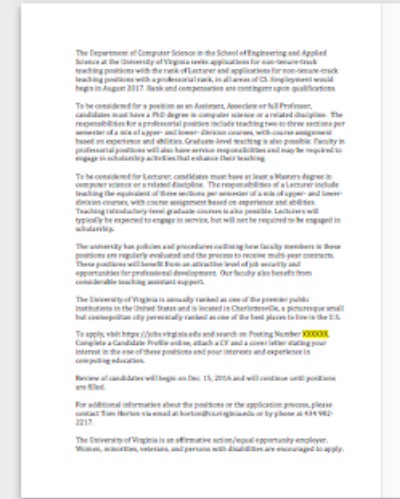 The Department of Computer Science in the School of Engineering and Applied
Science at the University of Virginia seeks applications for non-tenure-track
teaching positions with the rank of Lecturer and applications for non-tenure-track
teaching positions with a professorial rank, in all areas of CS. Employment would
begin in August 2017. Rank and compensation are contingent upon qualifications.
To be considered for a position as an Assistant, Associate or full Professor,
candidates must have a PhD degree in computer science or a related discipline. The
responsibilities for a professorial position include teaching two to three sections per
semester of a mix of upper- and lower- division courses, with course assignment
based on experience and abilities. Graduate-level teaching is also possible. Faculty in
professorial positions will also have service responsibilities and may be required to
engage in scholarship activities that enhance their teaching.
To be considered for Lecturer, candidates must have at least a Masters degree in
computer science or a related discipline. The responsibilities of a Lecturer include
teaching the equivalent of three sections per semester of a mix of upper- and lower-
division courses, with course assignment based on experience and abilities.
Teaching introductory-level graduate courses is also possible. Lecturers will
typically be expected to engage in service, but will not be required to be engaged in
scholarship.
The university has policies and procedures outlining how faculty members in these
positions are regularly evaluated and the process to receive multi-year contracts.
These positions will benefit from an attractive level of job security and
opportunities for professional development. Our faculty also benefit from
considerable teaching assistant support.
The University of Virginia is annually ranked as one of the premier public
institutions in the United States and is located in Charlottesville, a picturesque small
but cosmopolitan city perennially ranked as one of the best places to live in the U.S.
To apply, visit https://jobs.virginia.edu and search on Posting Number XXXXXX.
Complete a Candidate Profile online, attach a CV and a cover letter stating your
interest in the one of these positions and your interests and experience in
computing education.
Review of candidates will begin on Dec. 15, 2016 and will continue until positions
are filled.
For additional information about the positions or the application process, please
contact Tom Horton via email at horton@cs.virginia.edu or by phone at 434-982-
2217.
The University of Virginia is an affirmative action/equal opportunity employer.
Women, minorities, veterans, and persons with disabilities are encouraged to apply.